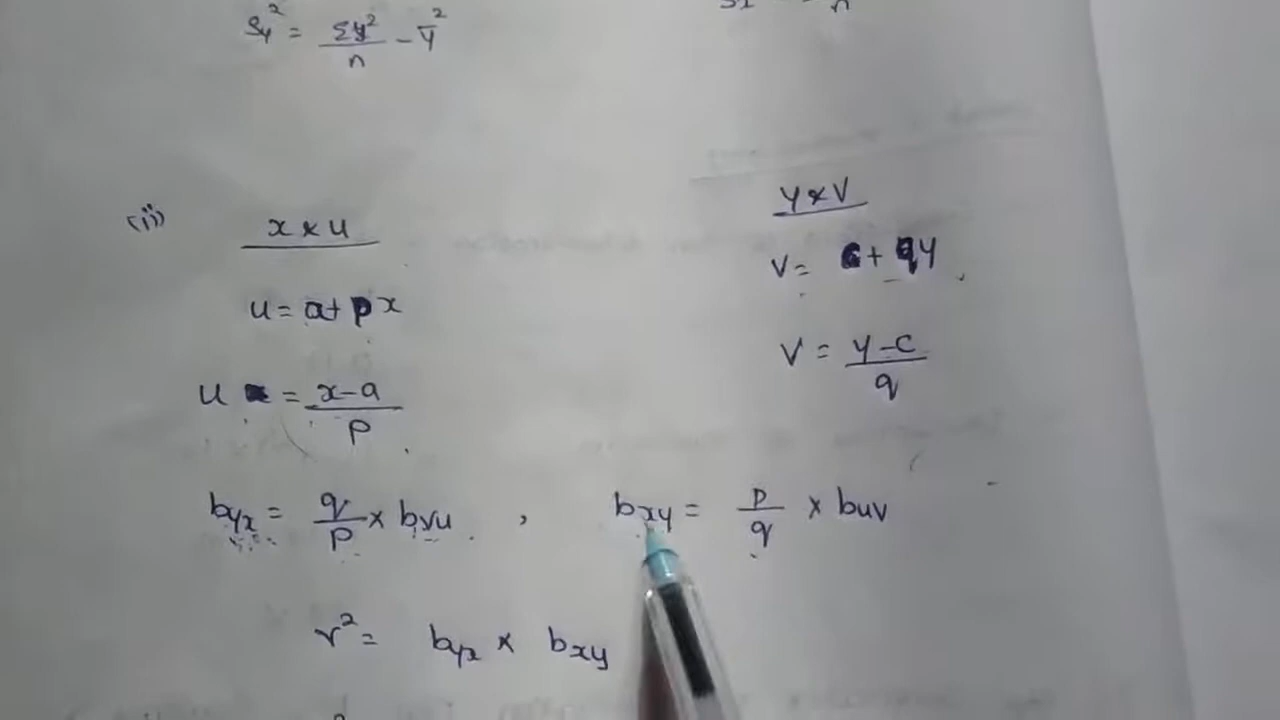 Sy² = Σy²/n − ȳ²
n
(ii) x & u
y & v
u = a + px
v = c + qy
u = x−a/p
v = y−c/q
byx = q/p × bvu , bxy = p/q × buv
r² = byx × bxy